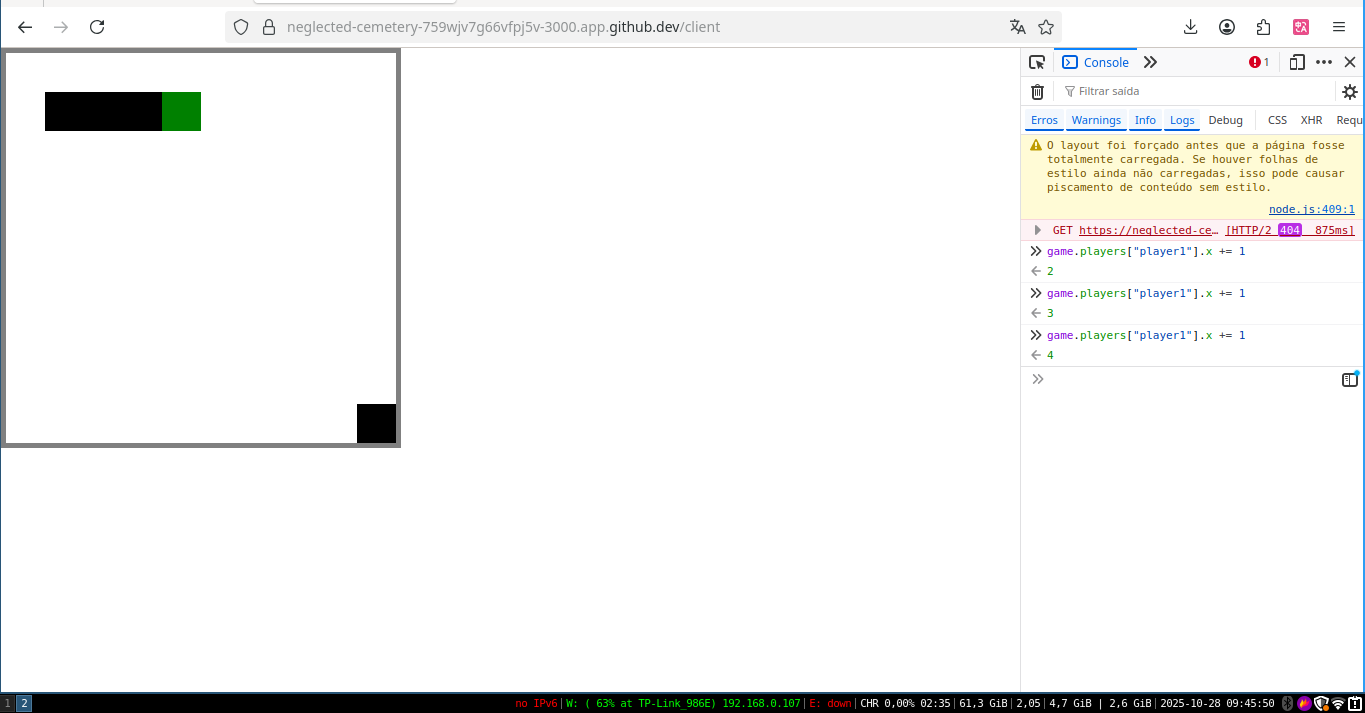 neglected-cemetery-759wjv7g66vfpj5v-3000.app.github.dev/client
Console
1
Filtrar saída
Erros Warnings Info Logs Debug CSS XHR Requ
O layout foi forçado antes que a página fosse
totalmente carregada. Se houver folhas de
estilo ainda não carregadas, isso pode causar
piscamento de conteúdo sem estilo.
node.js:409:1
GET https://neglected-ce… [HTTP/2 404 875ms]
game.players["player1"].x += 1
2
game.players["player1"].x += 1
3
game.players["player1"].x += 1
4
1 2 no IPv6|W: ( 63% at TP-Link_986E) 192.168.0.107|E: down|CHR 0,00% 02:35|61,3 GiB|2,05|4,7 GiB | 2,6 GiB|2025-10-28 09:45:50